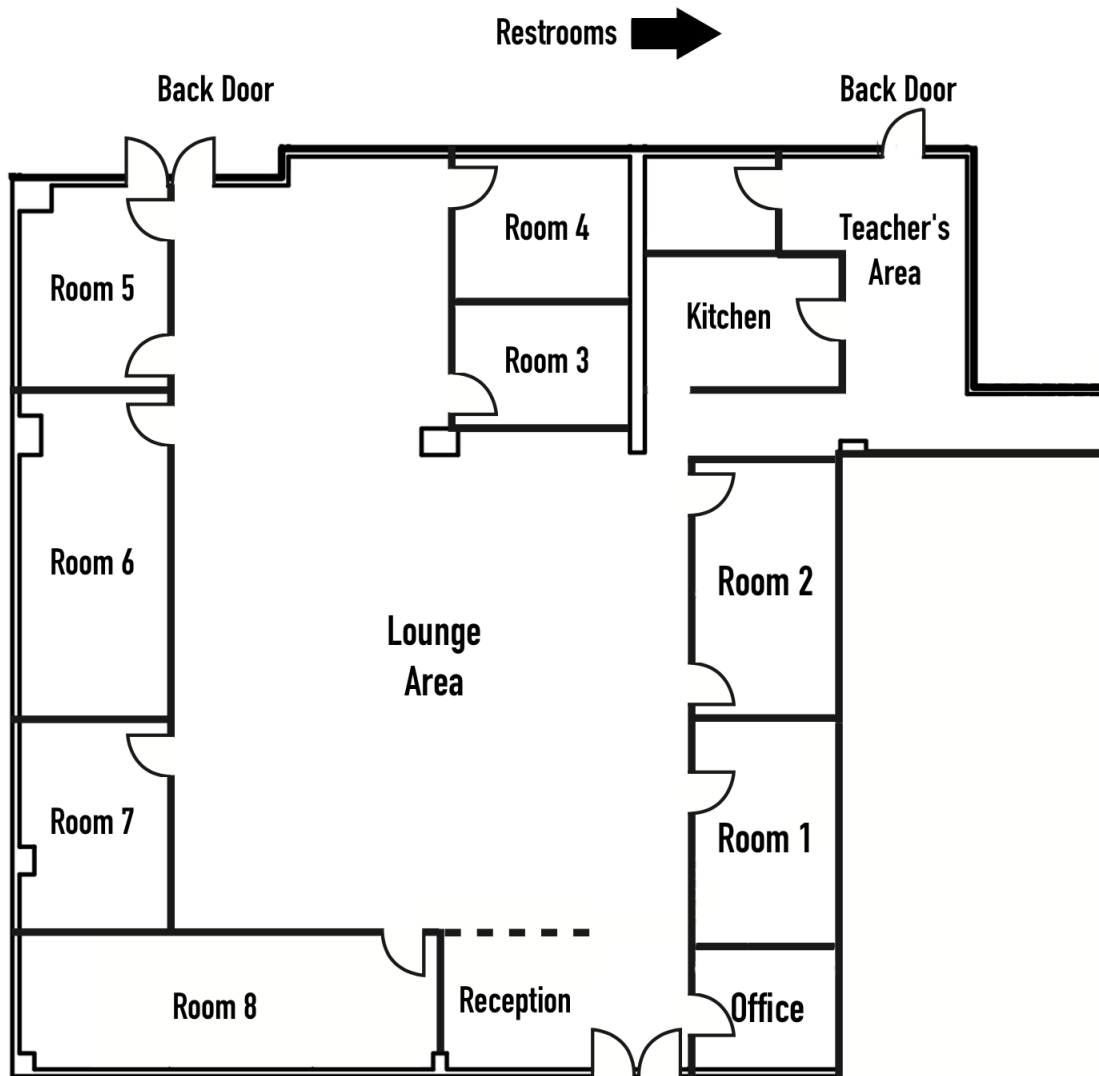 Restrooms
Back Door
Back Door
Room 4
Teacher's
Area
Room 5
Kitchen
Room 3
Room 6
Room 2
Lounge
Area
Room 7
Room 1
Room 8
Reception
Office